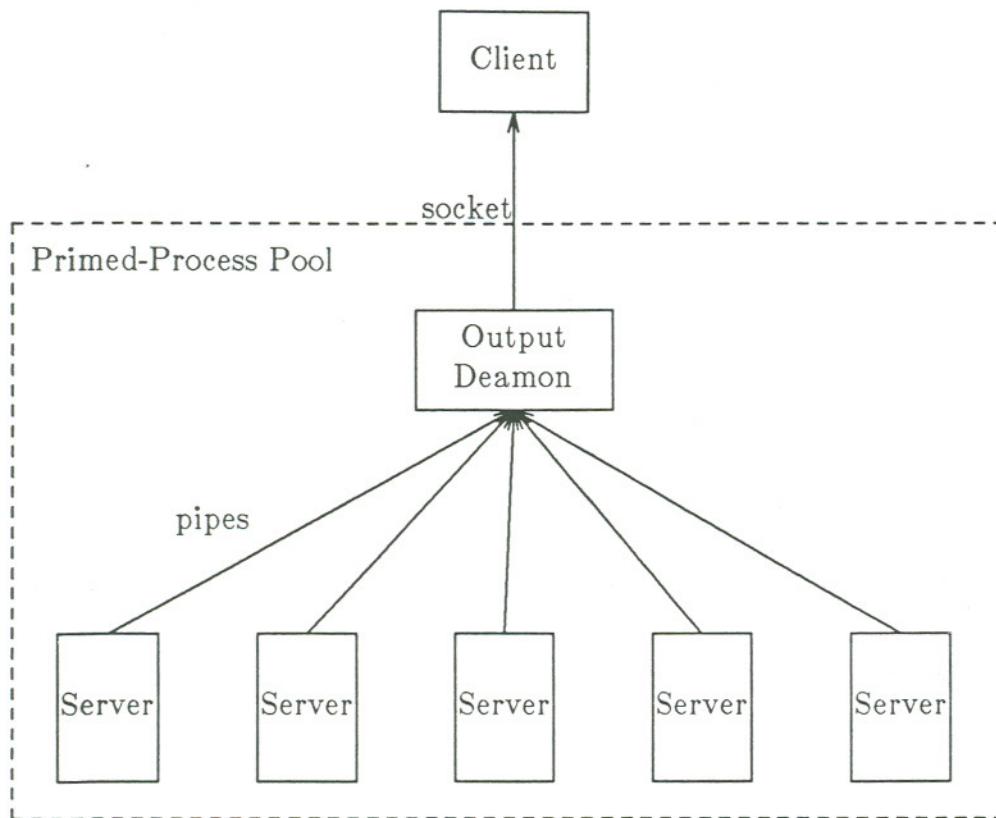 Client
socket
Primed-Process Pool
Output
Deamon
pipes
Server
Server
Server
Server
Server